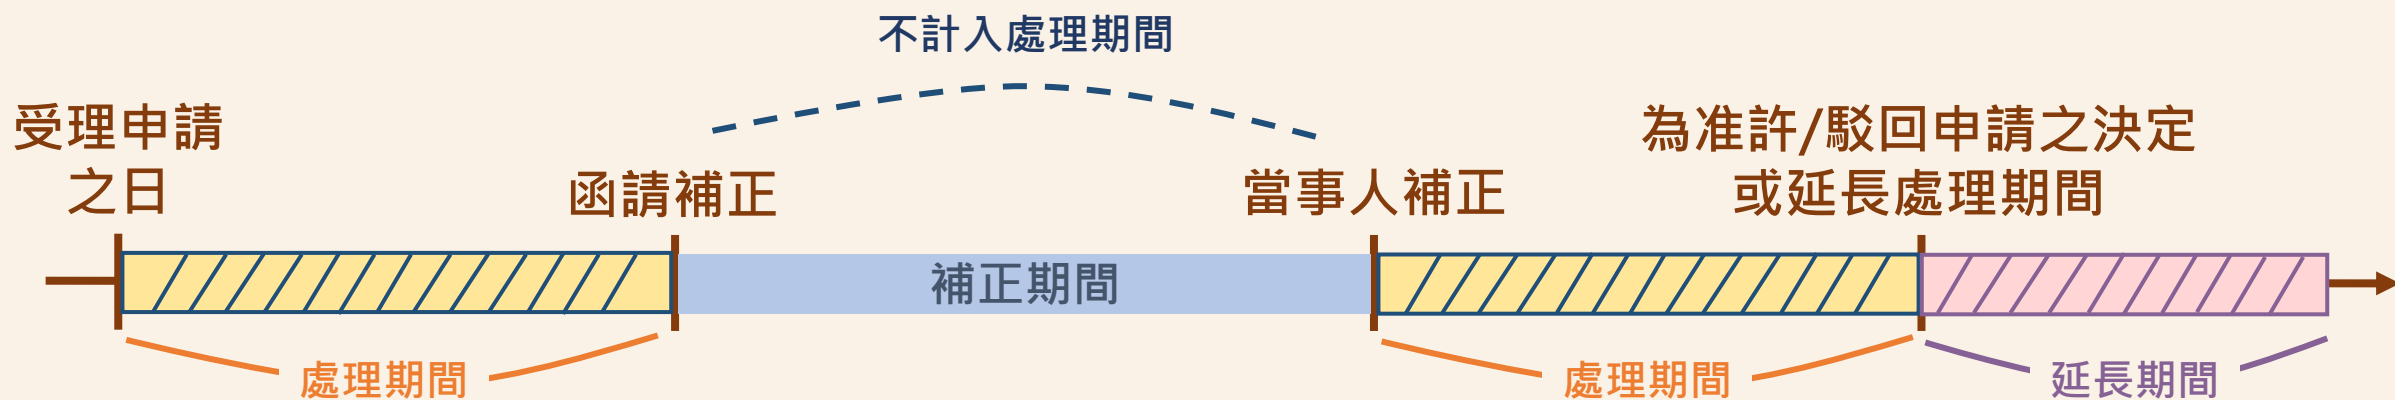 不計入處理期間
受理申請
之日
函請補正
當事人補正
為准許/駁回申請之決定
或延長處理期間
補正期間
處理期間
處理期間
延長期間